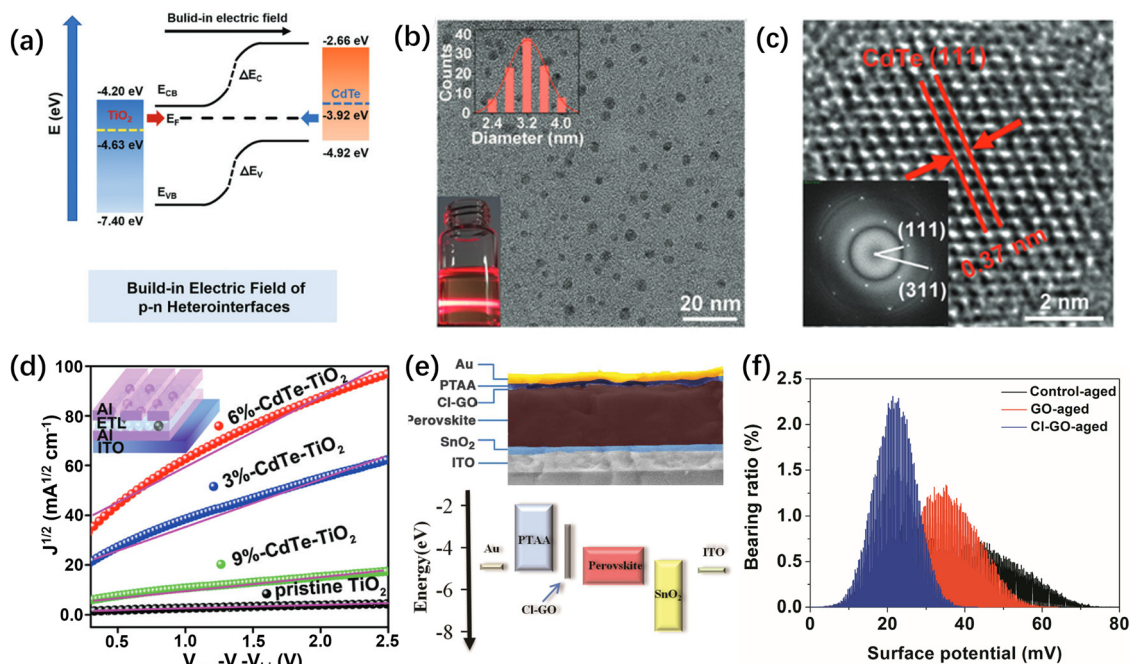 (a)
Bulid-in electric field
E (eV)
-4.20 eV
TiO2
-4.63 eV
-7.40 eV
ECB
EF
EVB
ΔEC
ΔEV
-2.66 eV
CdTe
-3.92 eV
-4.92 eV
Build-in Electric Field of
p-n Heterointerfaces
(b)
Counts
40
30
20
10
0
2.4 3.2 4.0
Diameter (nm)
20 nm
(c)
CdTe (111)
0.37 nm
(111)
(311)
2 nm
(d)
J1/2 (mA1/2 cm-1)
100
80
60
40
20
0.0
Al
ETL
Al
ITO
6%-CdTe-TiO2
3%-CdTe-TiO2
9%-CdTe-TiO2
pristine TiO2
0.5 1.0 1.5 2.0 2.5
(V)
(e)
Au
PTAA
Cl-GO
Perovskite
SnO2
ITO
Energy(eV)
-2
-4
-6
-8
Au
PTAA
Cl-GO
Perovskite
SnO2
ITO
(f)
Bearing ratio (%)
2.5
2.0
1.5
1.0
0.5
0.0
Control-aged
GO-aged
Cl-GO-aged
0 20 40 60 80
Surface potential (mV)